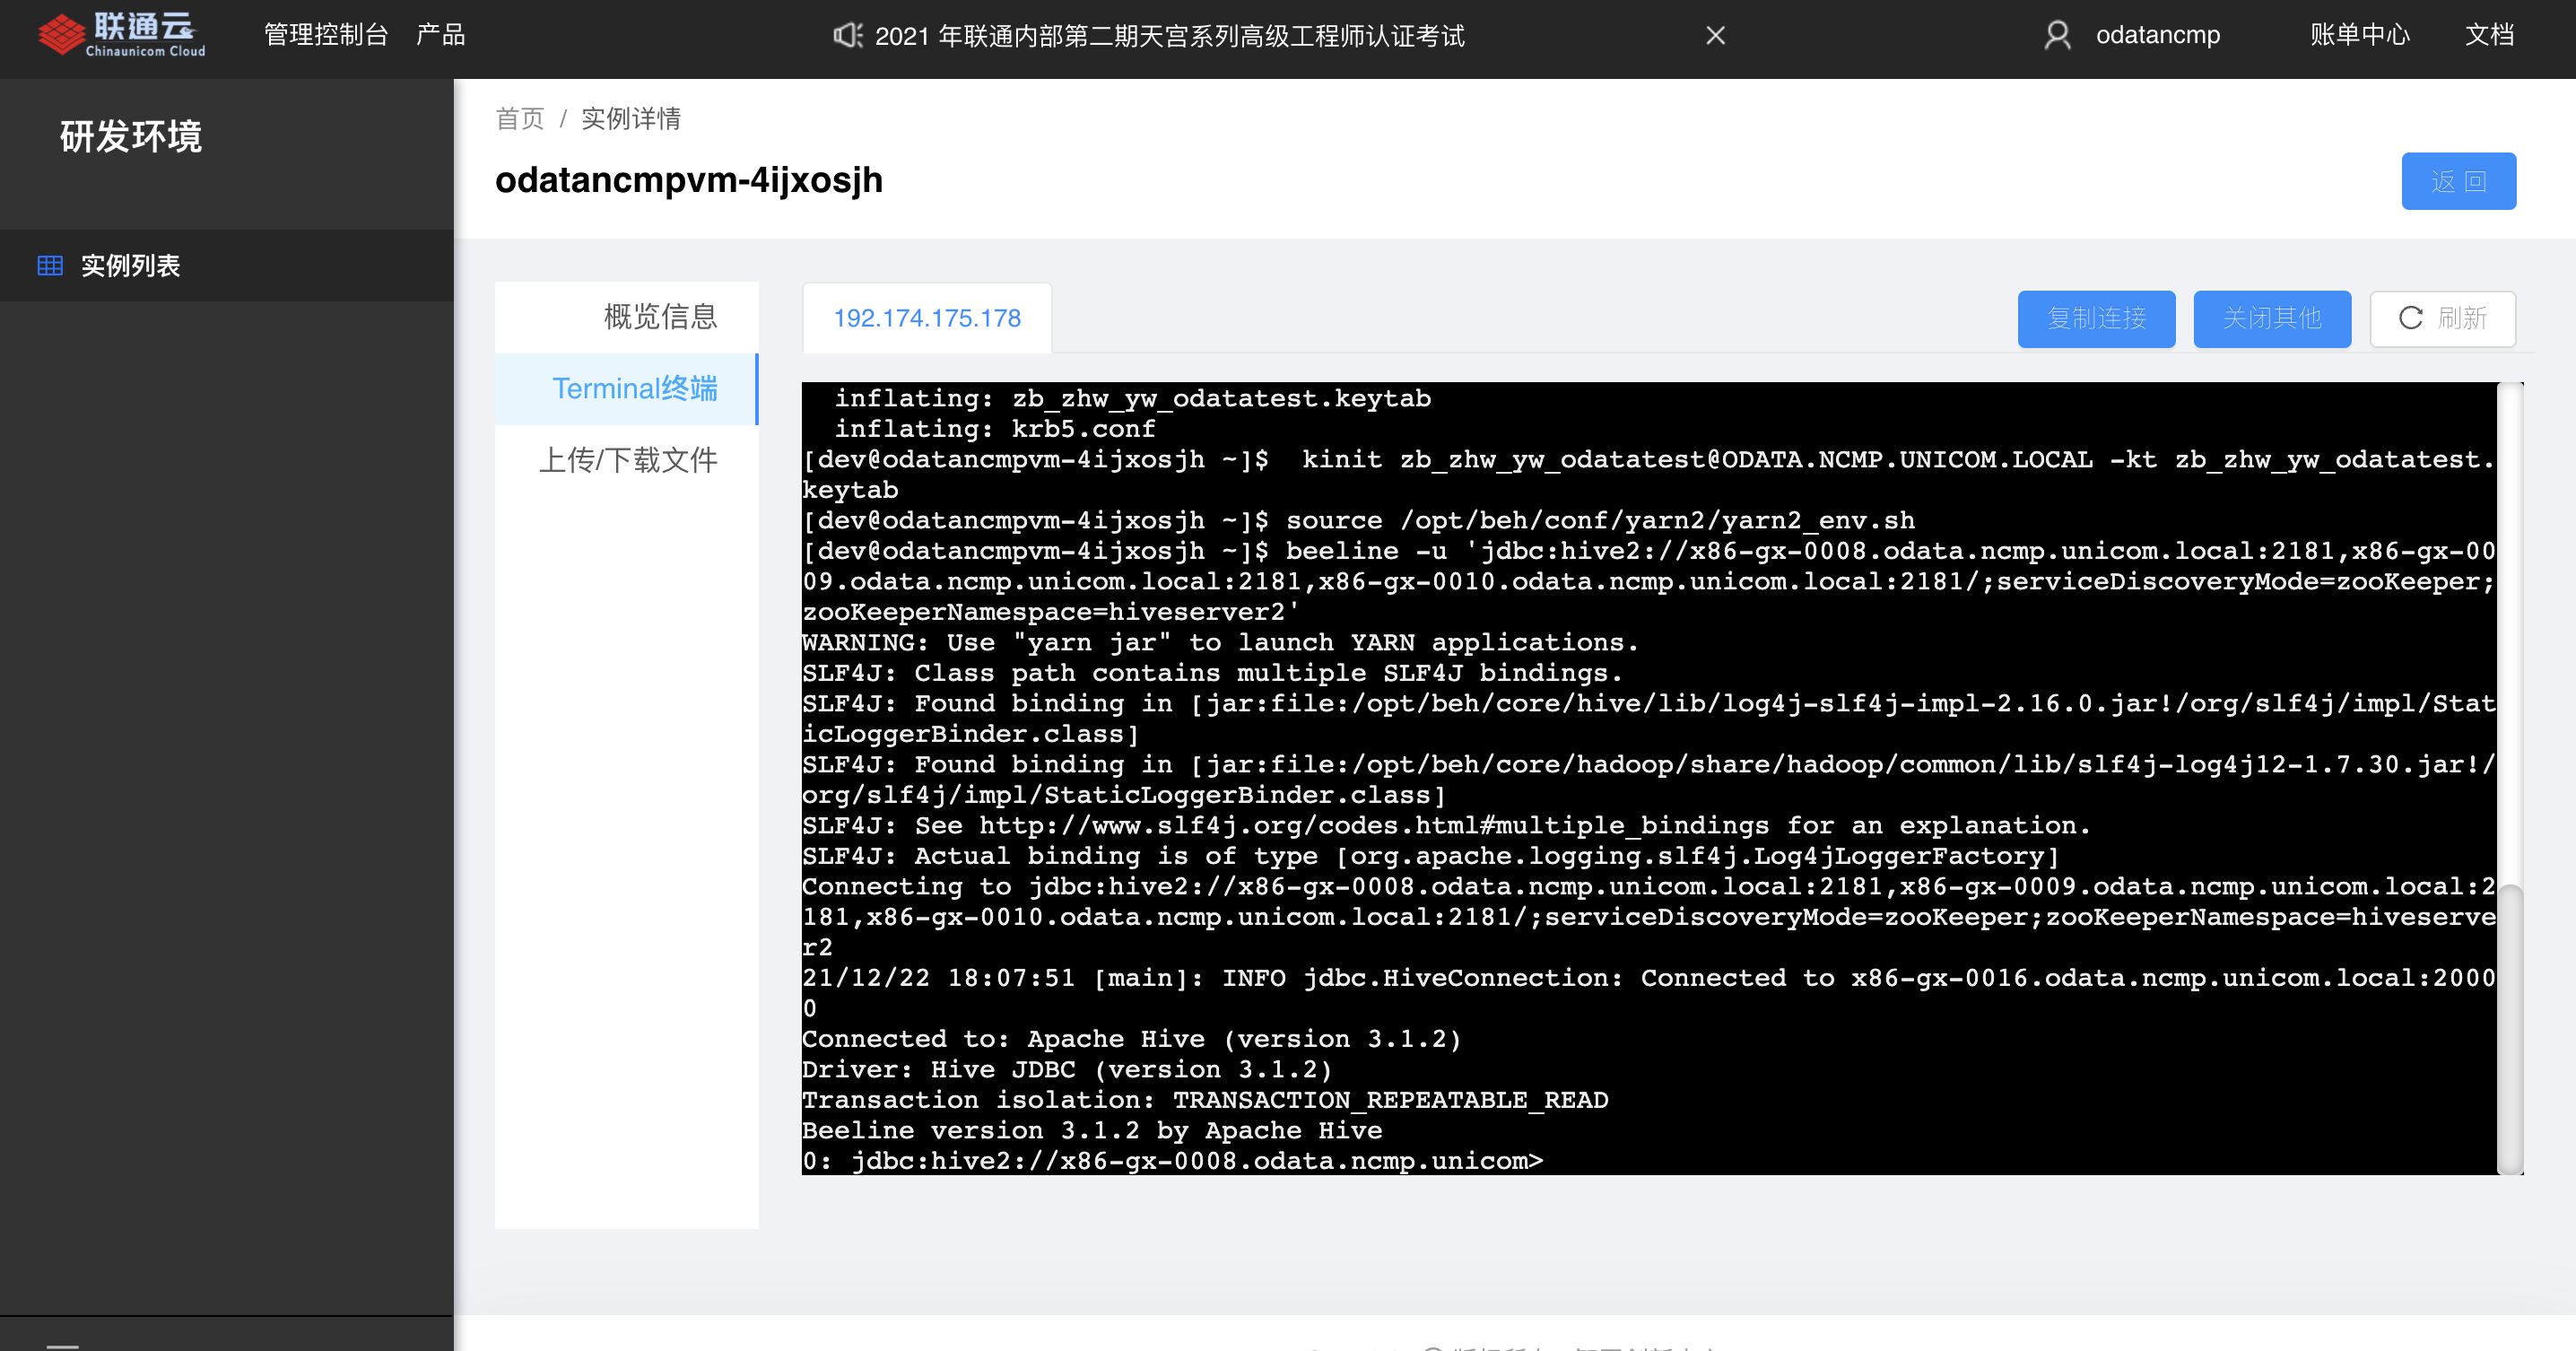 联通云
Chinaunicom Cloud
管理控制台 产品
2021 年联通内部第二期天宫系列高级工程师认证考试
odatancmp
账单中心 文档
研发环境
实例列表
首页 / 实例详情
odatancmpvm-4ijxosjh
返 回
概览信息
Terminal终端
上传/下载文件
192.174.175.178
复制连接
关闭其他
刷新
inflating: zb_zhw_yw_odatatest.keytab
inflating: krb5.conf
[dev@odatancmpvm-4ijxosjh ~]$  kinit zb_zhw_yw_odatatest@ODATA.NCMP.UNICOM.LOCAL -kt zb_zhw_yw_odatatest.
keytab
[dev@odatancmpvm-4ijxosjh ~]$ source /opt/beh/conf/yarn2/yarn2_env.sh
[dev@odatancmpvm-4ijxosjh ~]$ beeline -u 'jdbc:hive2://x86-gx-0008.odata.ncmp.unicom.local:2181,x86-gx-00
09.odata.ncmp.unicom.local:2181,x86-gx-0010.odata.ncmp.unicom.local:2181/;serviceDiscoveryMode=zooKeeper;
zooKeeperNamespace=hiveserver2'
WARNING: Use "yarn jar" to launch YARN applications.
SLF4J: Class path contains multiple SLF4J bindings.
SLF4J: Found binding in [jar:file:/opt/beh/core/hive/lib/log4j-slf4j-impl-2.16.0.jar!/org/slf4j/impl/Stat
icLoggerBinder.class]
SLF4J: Found binding in [jar:file:/opt/beh/core/hadoop/share/hadoop/common/lib/slf4j-log4j12-1.7.30.jar!/
org/slf4j/impl/StaticLoggerBinder.class]
SLF4J: See http://www.slf4j.org/codes.html#multiple_bindings for an explanation.
SLF4J: Actual binding is of type [org.apache.logging.slf4j.Log4jLoggerFactory]
Connecting to jdbc:hive2://x86-gx-0008.odata.ncmp.unicom.local:2181,x86-gx-0009.odata.ncmp.unicom.local:2
181,x86-gx-0010.odata.ncmp.unicom.local:2181/;serviceDiscoveryMode=zooKeeper;zooKeeperNamespace=hiveserve
r2
21/12/22 18:07:51 [main]: INFO jdbc.HiveConnection: Connected to x86-gx-0016.odata.ncmp.unicom.local:2000
0
Connected to: Apache Hive (version 3.1.2)
Driver: Hive JDBC (version 3.1.2)
Transaction isolation: TRANSACTION_REPEATABLE_READ
Beeline version 3.1.2 by Apache Hive
0: jdbc:hive2://x86-gx-0008.odata.ncmp.unicom>